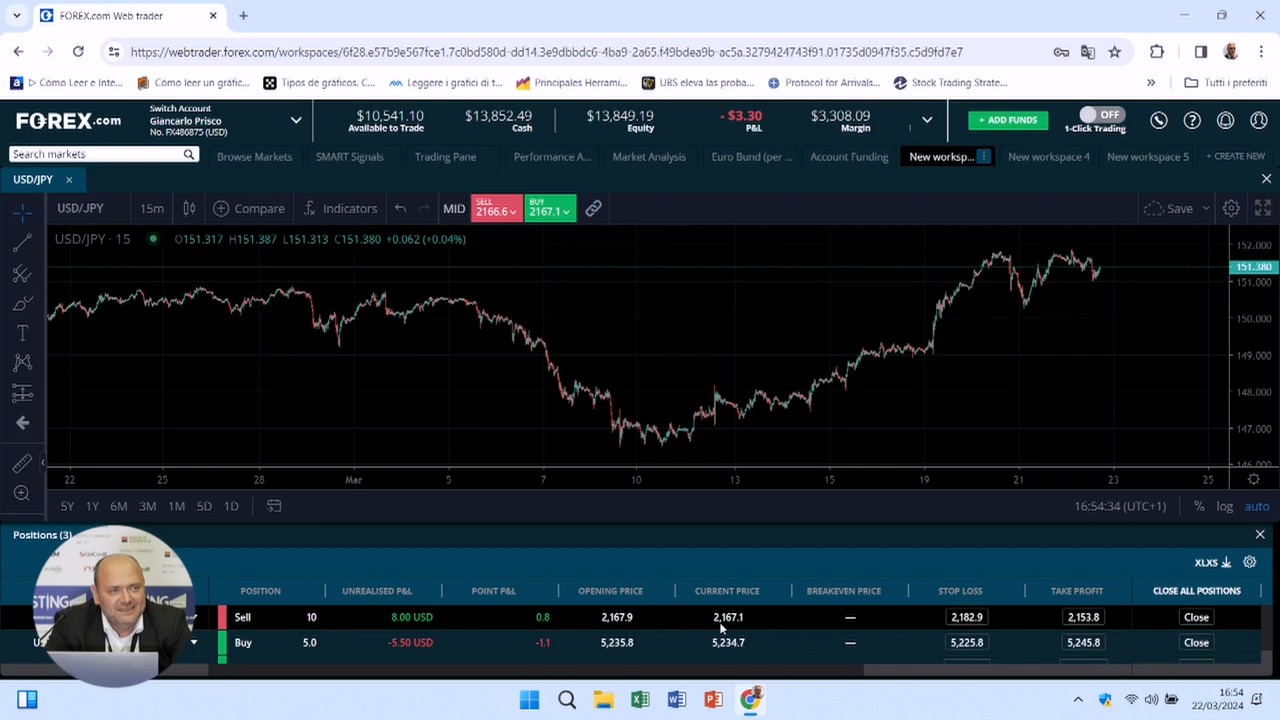 FOREX.com Web trader
https://webtrader.forex.com/workspaces/6f28.e57b9e567fce1.7c0bf580d-dd14.3e9dbbdc6-4ba9-2a65.f49bdea9b-ac5a.3279424743f91.01735d0947f35.c5d9fd7e7
▷ Cómo Leer e Inte... Cómo leer un gráfic... Tipos de gráficos. C... Leggere i grafici di t... Principales Herrami... UBS eleva las proba... Protocol for Arrivals... Stock Trading Strate... » Tutti i preferiti
FOREX.com
Switch Account
Giancarlo Prisco
No. FX486875 (USD)
$10,541.10 $13,852.49 $13,849.19 - $3.30 $3,308.09
Available to Trade Cash Equity P&L Margin
+ ADD FUNDS
OFF
1-Click Trading
Search markets Browse Markets SMART Signals Trading Pane Performance A... Market Analysis Euro Bund (per ... Account Funding New worksp... New workspace 4 New workspace 5 + CREATE NEW
USD/JPY
USD/JPY 15m Compare Indicators MID SELL 2166.6 BUY 2167.1 Save
USD/JPY · 15 O151.317 H151.387 L151.313 C151.380 +0.062 (+0.04%)
152.000
151.380
151.000
150.000
149.000
148.000
147.000
146.000
22 25 28 Mar 5 7 10 13 15 19 21 23 25
5Y 1Y 6M 3M 1M 5D 1D 16:54:34 (UTC+1) % log auto
Positions (3)
XLXS
POSITION UNREALISED P&L POINT P&L OPENING PRICE CURRENT PRICE BREAKEVEN PRICE STOP LOSS TAKE PROFIT CLOSE ALL POSITIONS
Sell 10 8.00 USD 0.8 2,167.9 2,167.1 — 2,182.9 2,153.8 Close
Buy 5.0 -5.50 USD -1.1 5,235.8 5,234.7 — 5,225.8 5,245.8 Close
16:54
22/03/2024